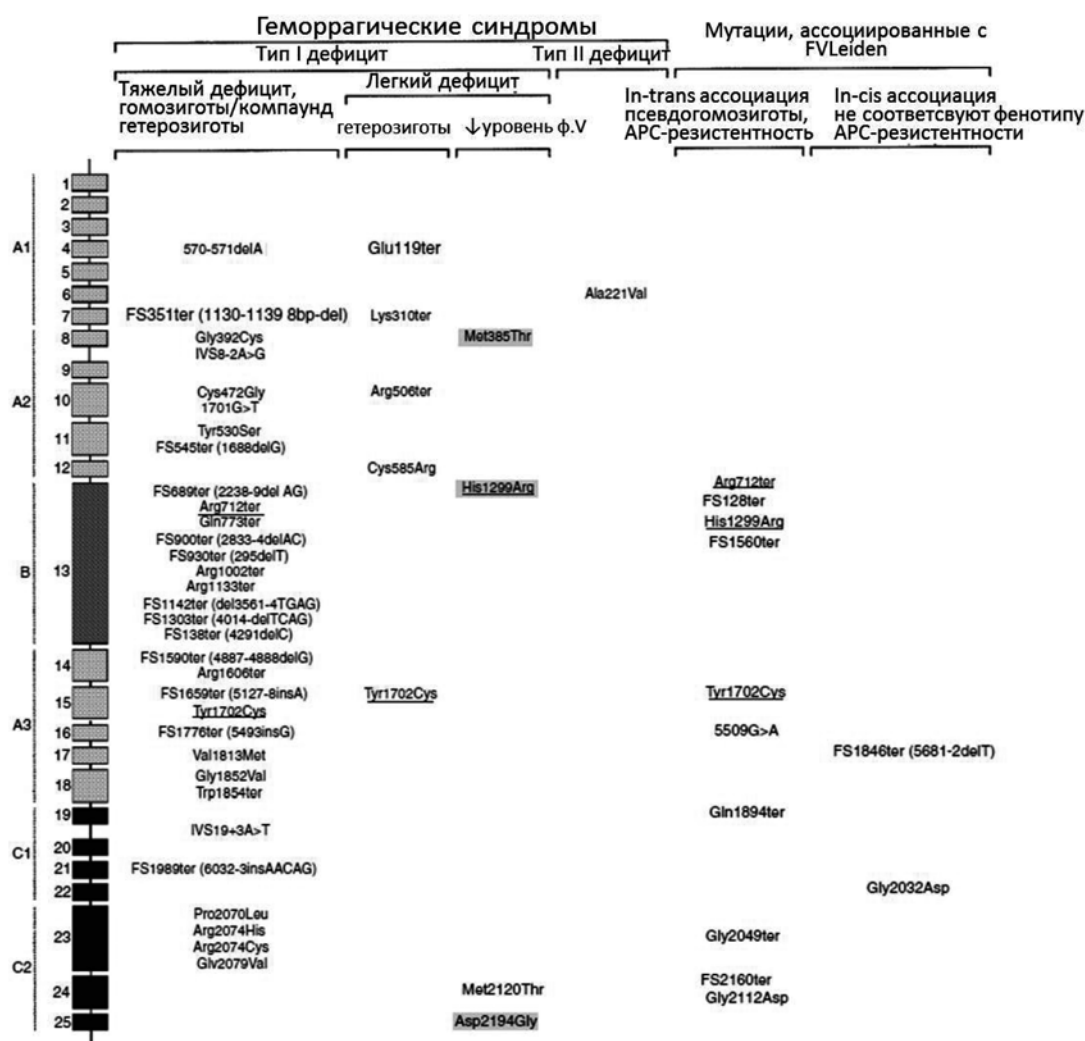 Геморрагические синдромы
Мутации, ассоциированные с
FVLeiden
Тип I дефицит
Тип II дефицит
Тяжелый дефицит,
гомозиготы/компаунд
гетерозиготы
Легкий дефицит
гетерозиготы
↓уровень ф.V
In-trans ассоциация
псевдогомозиготы,
АРС-резистентность
In-cis ассоциация
не соответсвуют фенотипу
АРС-резистентности
1
2
3
A1 4 570-571delA Glu119ter
5
6 Ala221Val
7 FS351ter (1130-1139 8bp-del) Lys310ter
8 Gly392Cys Met385Thr
IVS8-2A>G
9
A2 10 Cys472Gly Arg506ter
1701G>T
11 Tyr530Ser
FS545ter (1688delG)
12 Cys585Arg
FS689ter (2238-9del AG) His1299Arg Arg712ter
Arg712ter FS128ter
Gln773ter His1299Arg
FS900ter (2833-4delAC) FS1560ter
FS930ter (295delT)
B 13 Arg1002ter
Arg1133ter
FS1142ter (del3561-4TGAG)
FS1303ter (4014-delTCAG)
FS138ter (4291delC)
14 FS1590ter (4887-4888delG)
Arg1606ter
15 FS1659ter (5127-8insA) Tyr1702Cys Tyr1702Cys
Tyr1702Cys
A3 16 FS1776ter (5493insG) 5509G>A
17 Val1813Met FS1846ter (5681-2delT)
18 Gly1852Val
Trp1854ter
19 Gln1894ter
IVS19+3A>T
C1 20
21 FS1989ter (6032-3insAACAG)
22 Gly2032Asp
Pro2070Leu
23 Arg2074His Gly2049ter
Arg2074Cys
Glv2079Val
C2
24 Met2120Thr FS2160ter
Gly2112Asp
25 Asp2194Gly